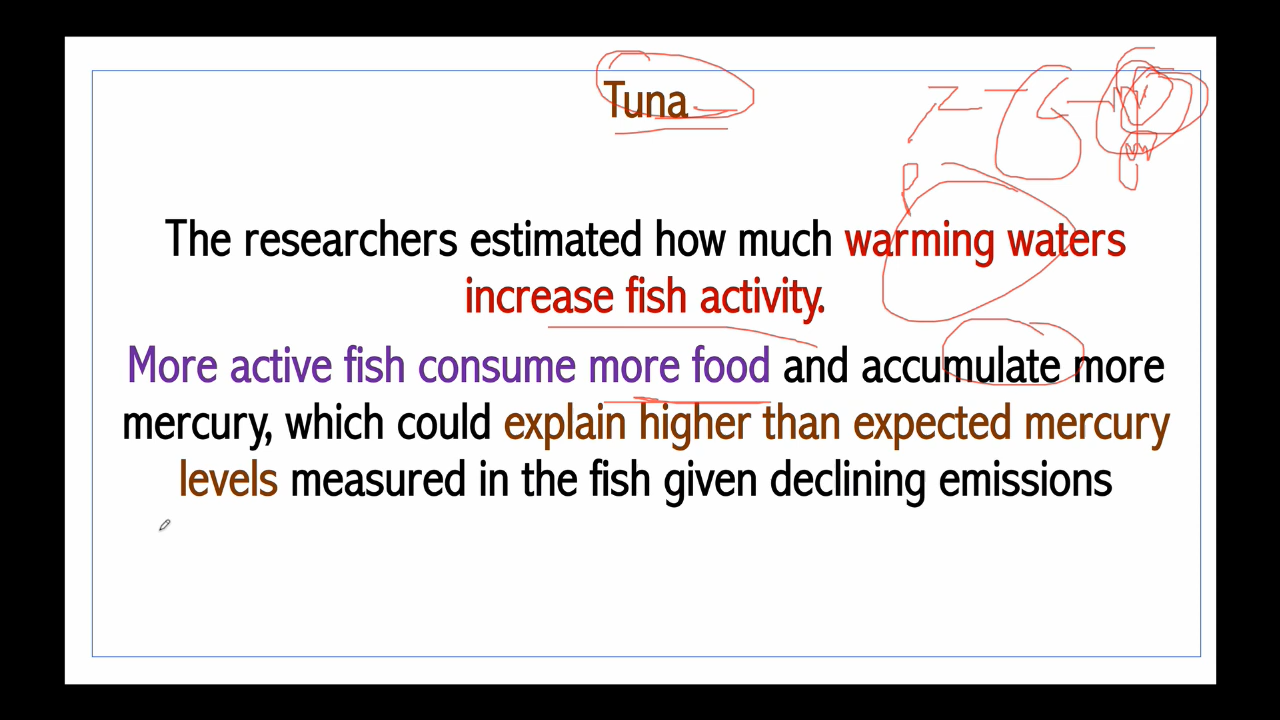 Tuna
The researchers estimated how much warming waters
increase fish activity.
More active fish consume more food and accumulate more
mercury, which could explain higher than expected mercury
levels measured in the fish given declining emissions